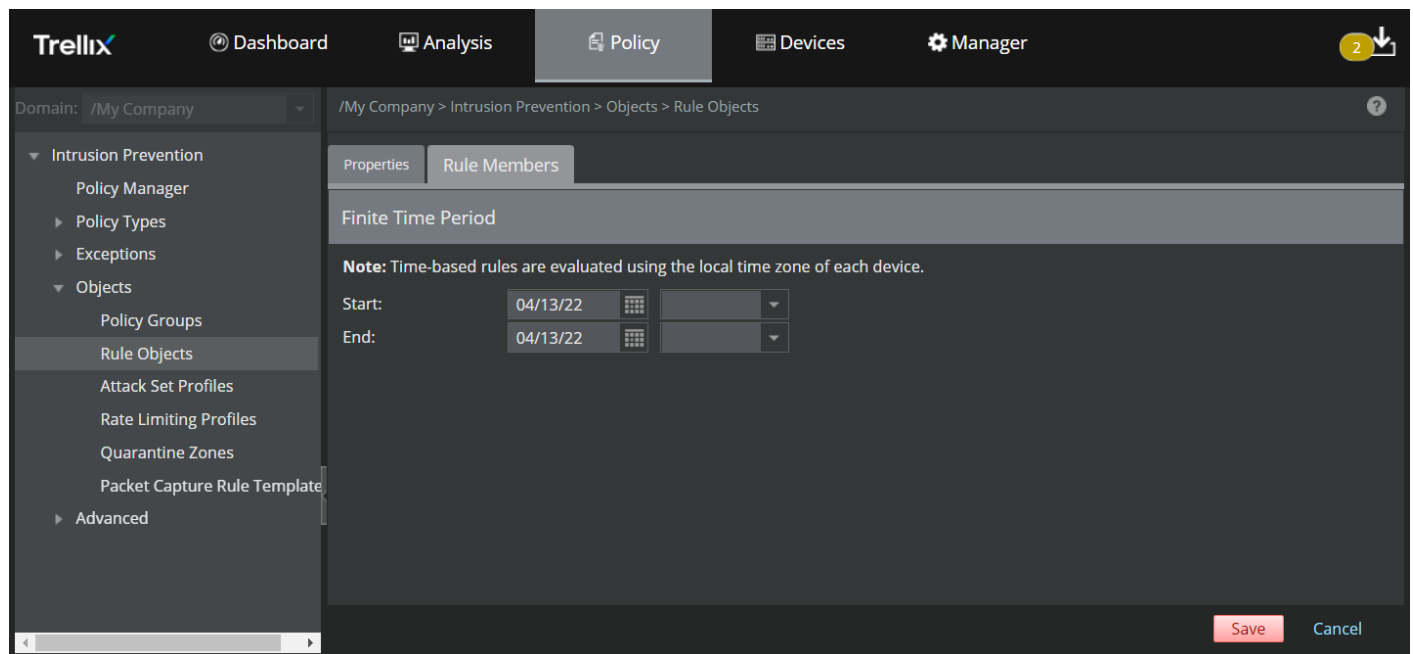 Trellix
Dashboard
Analysis
Policy
Devices
Manager
2
Domain: /My Company
/My Company > Intrusion Prevention > Objects > Rule Objects
?
Intrusion Prevention
Policy Manager
Policy Types
Exceptions
Objects
Policy Groups
Rule Objects
Attack Set Profiles
Rate Limiting Profiles
Quarantine Zones
Packet Capture Rule Template
Advanced
Properties
Rule Members
Finite Time Period
Note: Time-based rules are evaluated using the local time zone of each device.
Start: 04/13/22
End: 04/13/22
Save Cancel